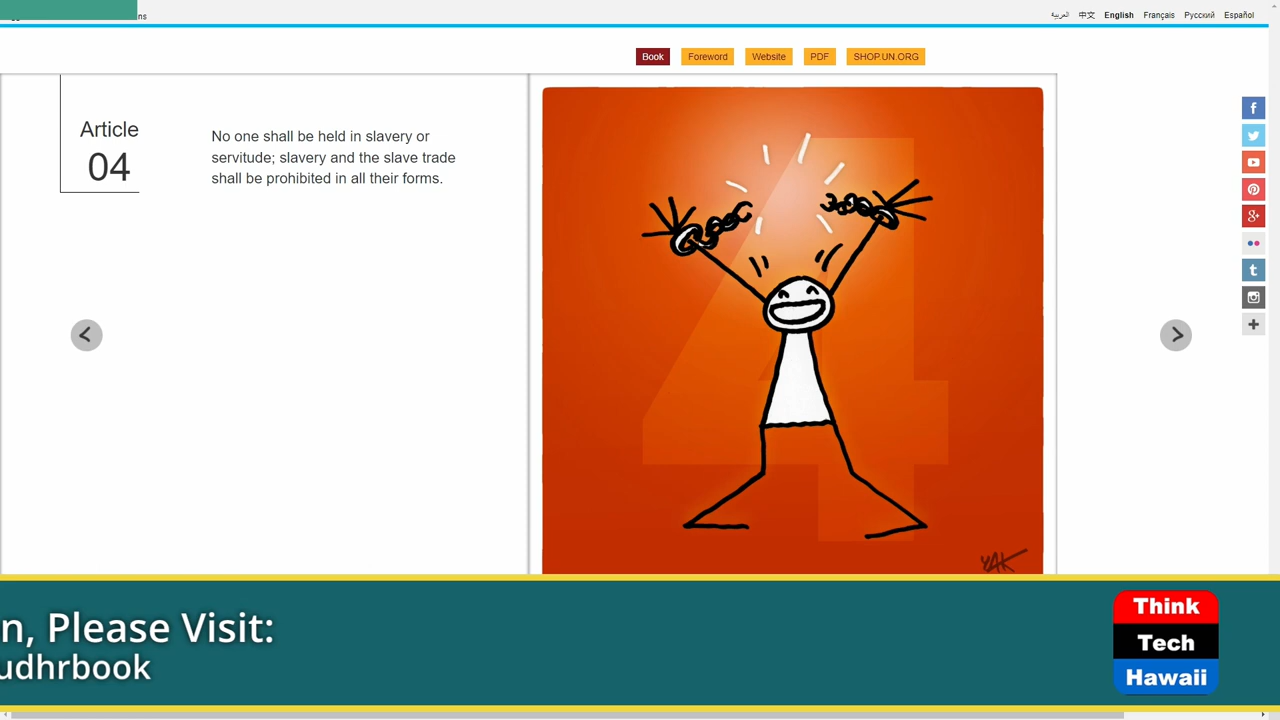 ns
العربية
中文
English
Français
Русский
Español
Book
Foreword
Website
PDF
SHOP.UN.ORG
Article
04
No one shall be held in slavery or
servitude; slavery and the slave trade
shall be prohibited in all their forms.
4
YAK
n, Please Visit:
udhrbook
Think
Tech
Hawaii